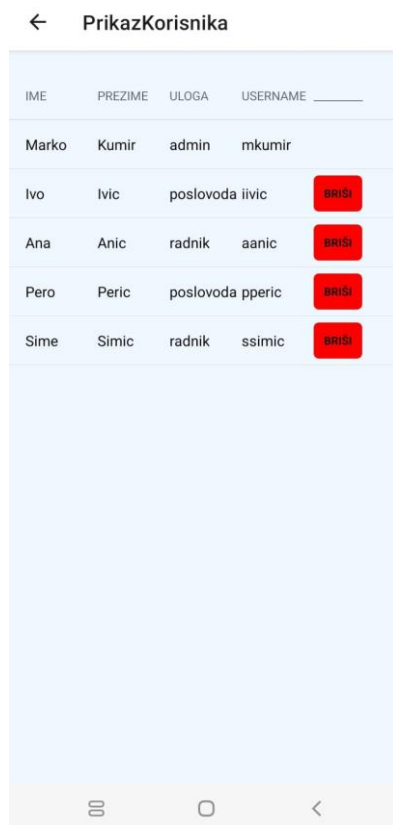 PrikazKorisnika
IME PREZIME ULOGA USERNAME ______
Marko Kumir admin mkumir
Ivo Ivic poslovoda iivic BRIŠI
Ana Anic radnik aanic BRIŠI
Pero Peric poslovoda pperic BRIŠI
Sime Simic radnik ssimic BRIŠI